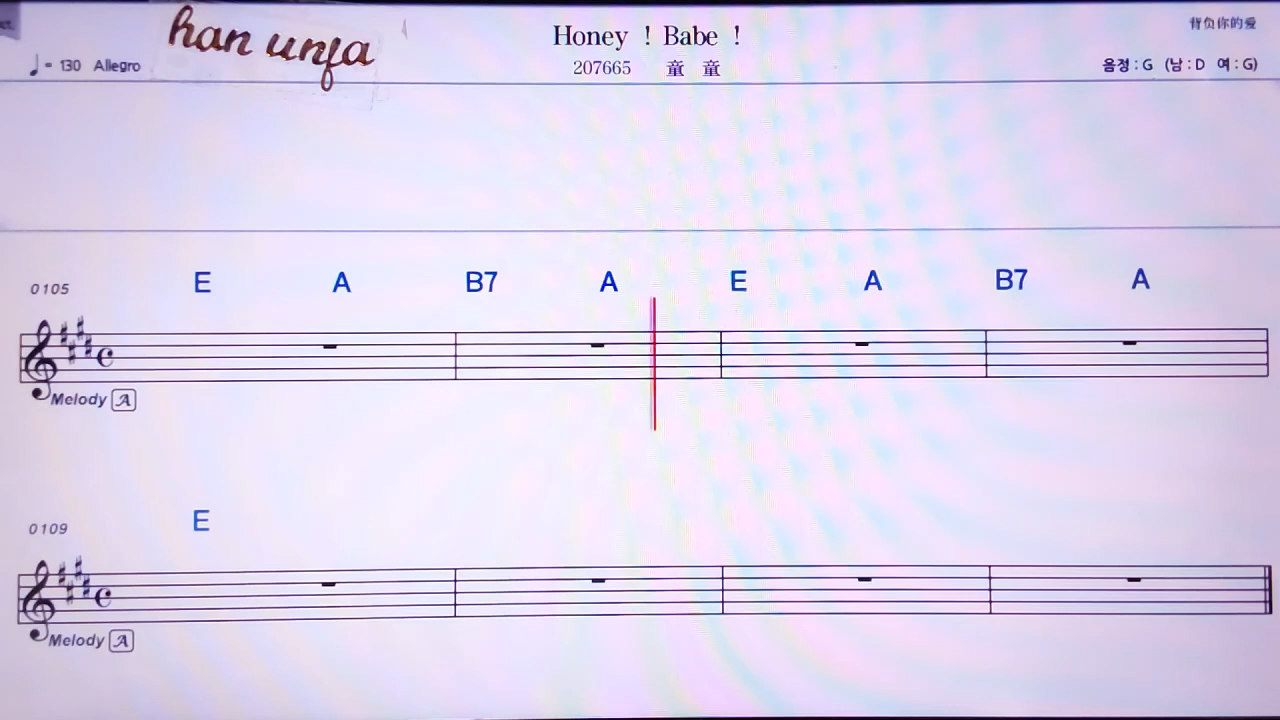 han unfa
Honey ! Babe !
背负你的爱
♩= 130 Allegro
207665 童 童
음정 : G (남 : D 여 : G)
0105
E A B7 A E A B7 A
Melody A
0109
E
Melody A